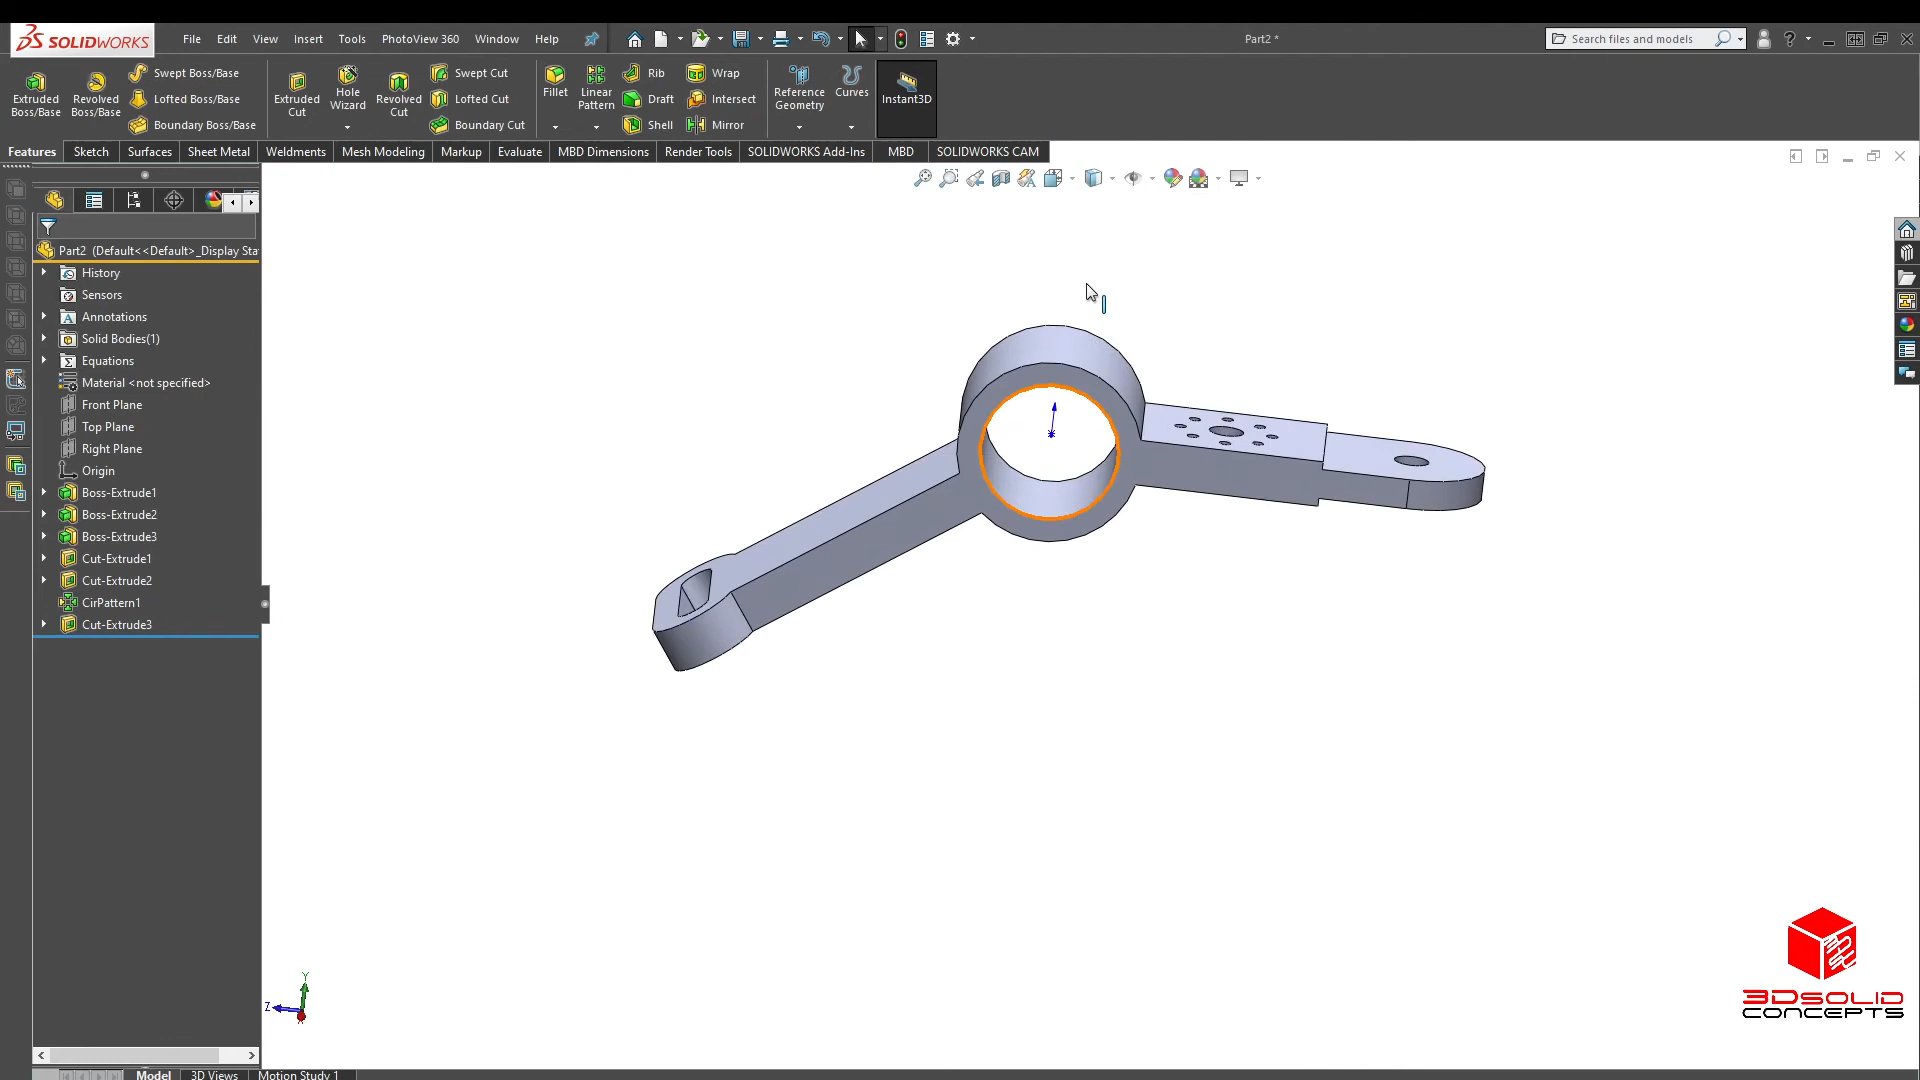 SOLIDWORKS
File Edit View Insert Tools PhotoView 360 Window Help
Part2 *
Search files and models
Extruded Boss/Base
Revolved Boss/Base
Swept Boss/Base
Lofted Boss/Base
Boundary Boss/Base
Extruded Cut
Hole Wizard
Revolved Cut
Swept Cut
Lofted Cut
Boundary Cut
Fillet
Linear Pattern
Rib
Draft
Shell
Wrap
Intersect
Mirror
Reference Geometry
Curves
Instant3D
Features Sketch Surfaces Sheet Metal Weldments Mesh Modeling Markup Evaluate MBD Dimensions Render Tools SOLIDWORKS Add-Ins MBD SOLIDWORKS CAM
Part2 (Default<<Default>_Display Sta
History
Sensors
Annotations
Solid Bodies(1)
Equations
Material <not specified>
Front Plane
Top Plane
Right Plane
Origin
Boss-Extrude1
Boss-Extrude2
Boss-Extrude3
Cut-Extrude1
Cut-Extrude2
CirPattern1
Cut-Extrude3
Y
Z
X
3DSOLID
CONCEPTS
Model 3D Views Motion Study 1